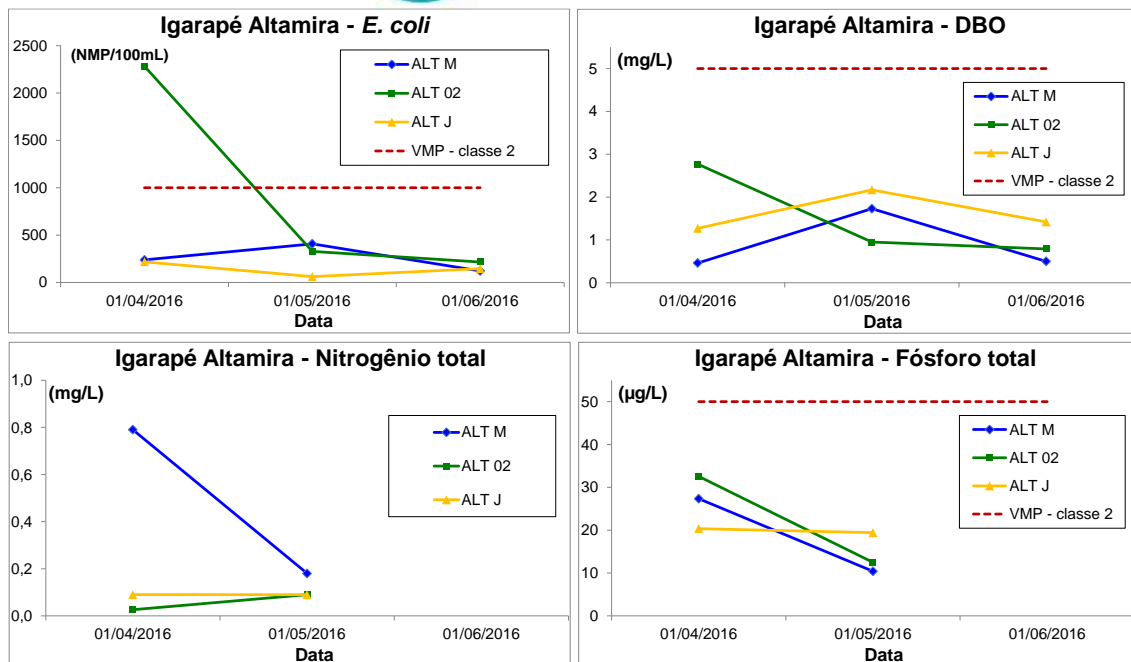 Igarapé Altamira - E. coli
(NMP/100mL)
2500
2000
1500
1000
500
0
ALT M
ALT 02
ALT J
VMP - classe 2
01/04/2016 01/05/2016 01/06/2016
Data
Igarapé Altamira - DBO
(mg/L)
5
4
3
2
1
0
ALT M
ALT 02
ALT J
VMP - classe 2
01/04/2016 01/05/2016 01/06/2016
Data
Igarapé Altamira - Nitrogênio total
(mg/L)
1,0
0,8
0,6
0,4
0,2
0,0
ALT M
ALT 02
ALT J
01/04/2016 01/05/2016 01/06/2016
Data
Igarapé Altamira - Fósforo total
(µg/L)
50
40
30
20
10
0
ALT M
ALT 02
ALT J
VMP - classe 2
01/04/2016 01/05/2016 01/06/2016
Data